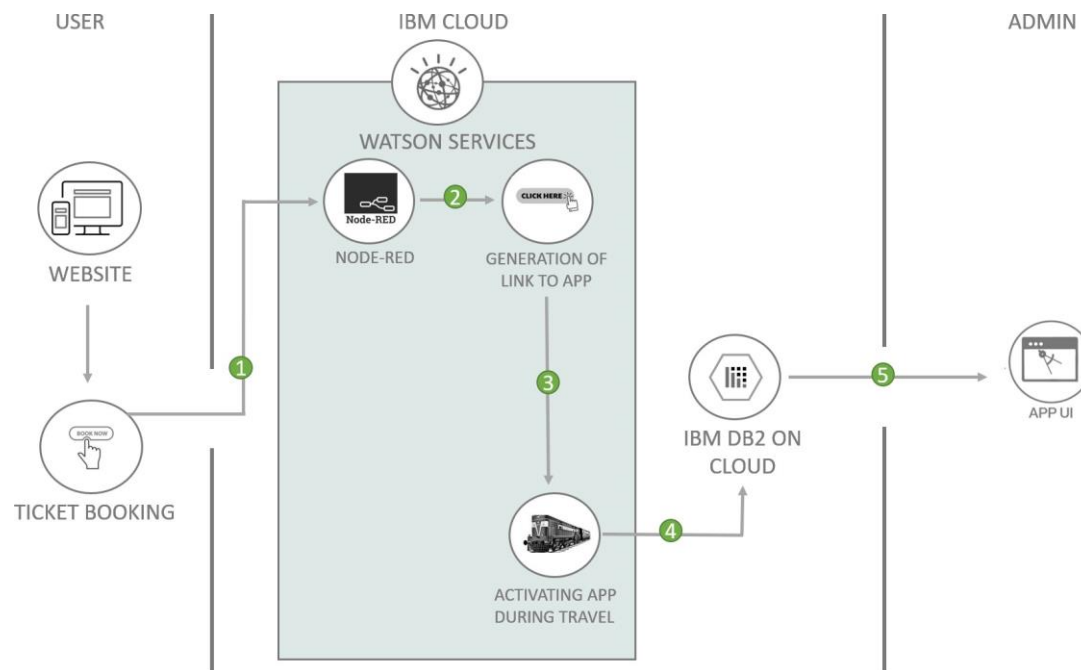 USER
IBM CLOUD
ADMIN
WATSON SERVICES
Node-RED
2
CLICK HERE
WEBSITE
NODE-RED
GENERATION OF
LINK TO APP
1
3
5
BOOK NOW
APP UI
IBM DB2 ON
CLOUD
TICKET BOOKING
4
ACTIVATING APP
DURING TRAVEL